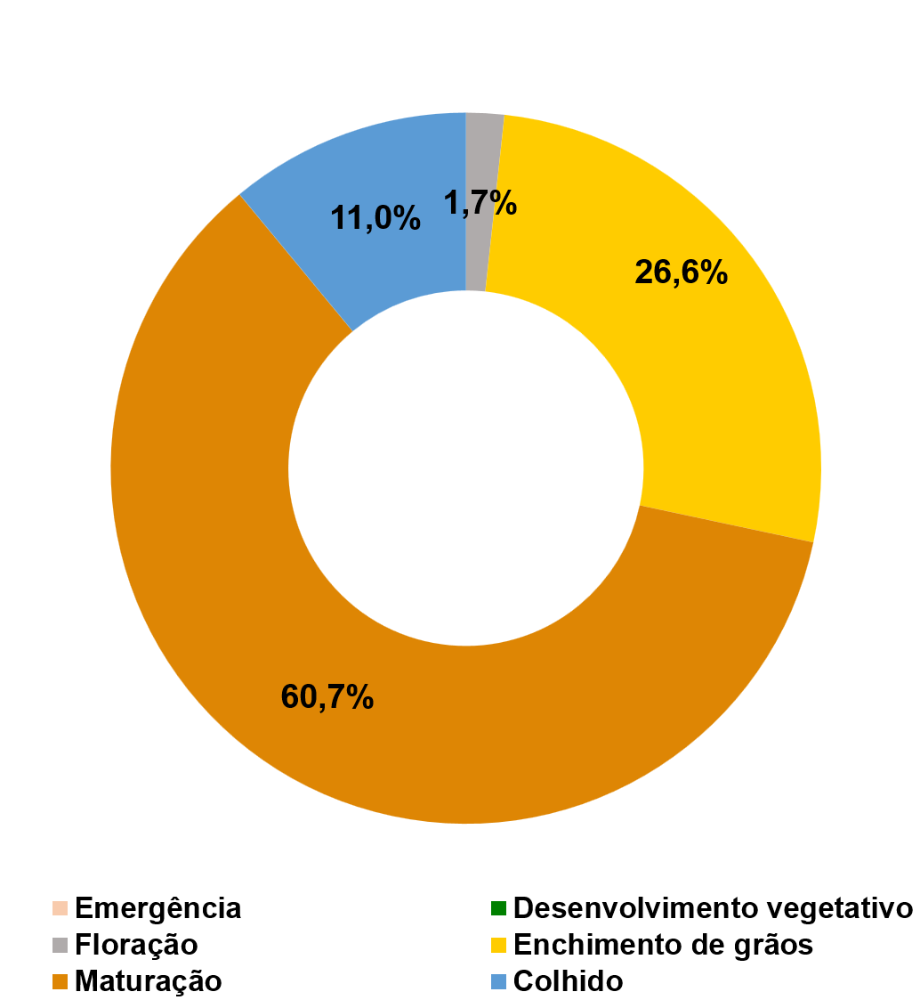 1,7%
11,0%
26,6%
60,7%
Emergência
Desenvolvimento vegetativo
Floração
Enchimento de grãos
Maturação
Colhido